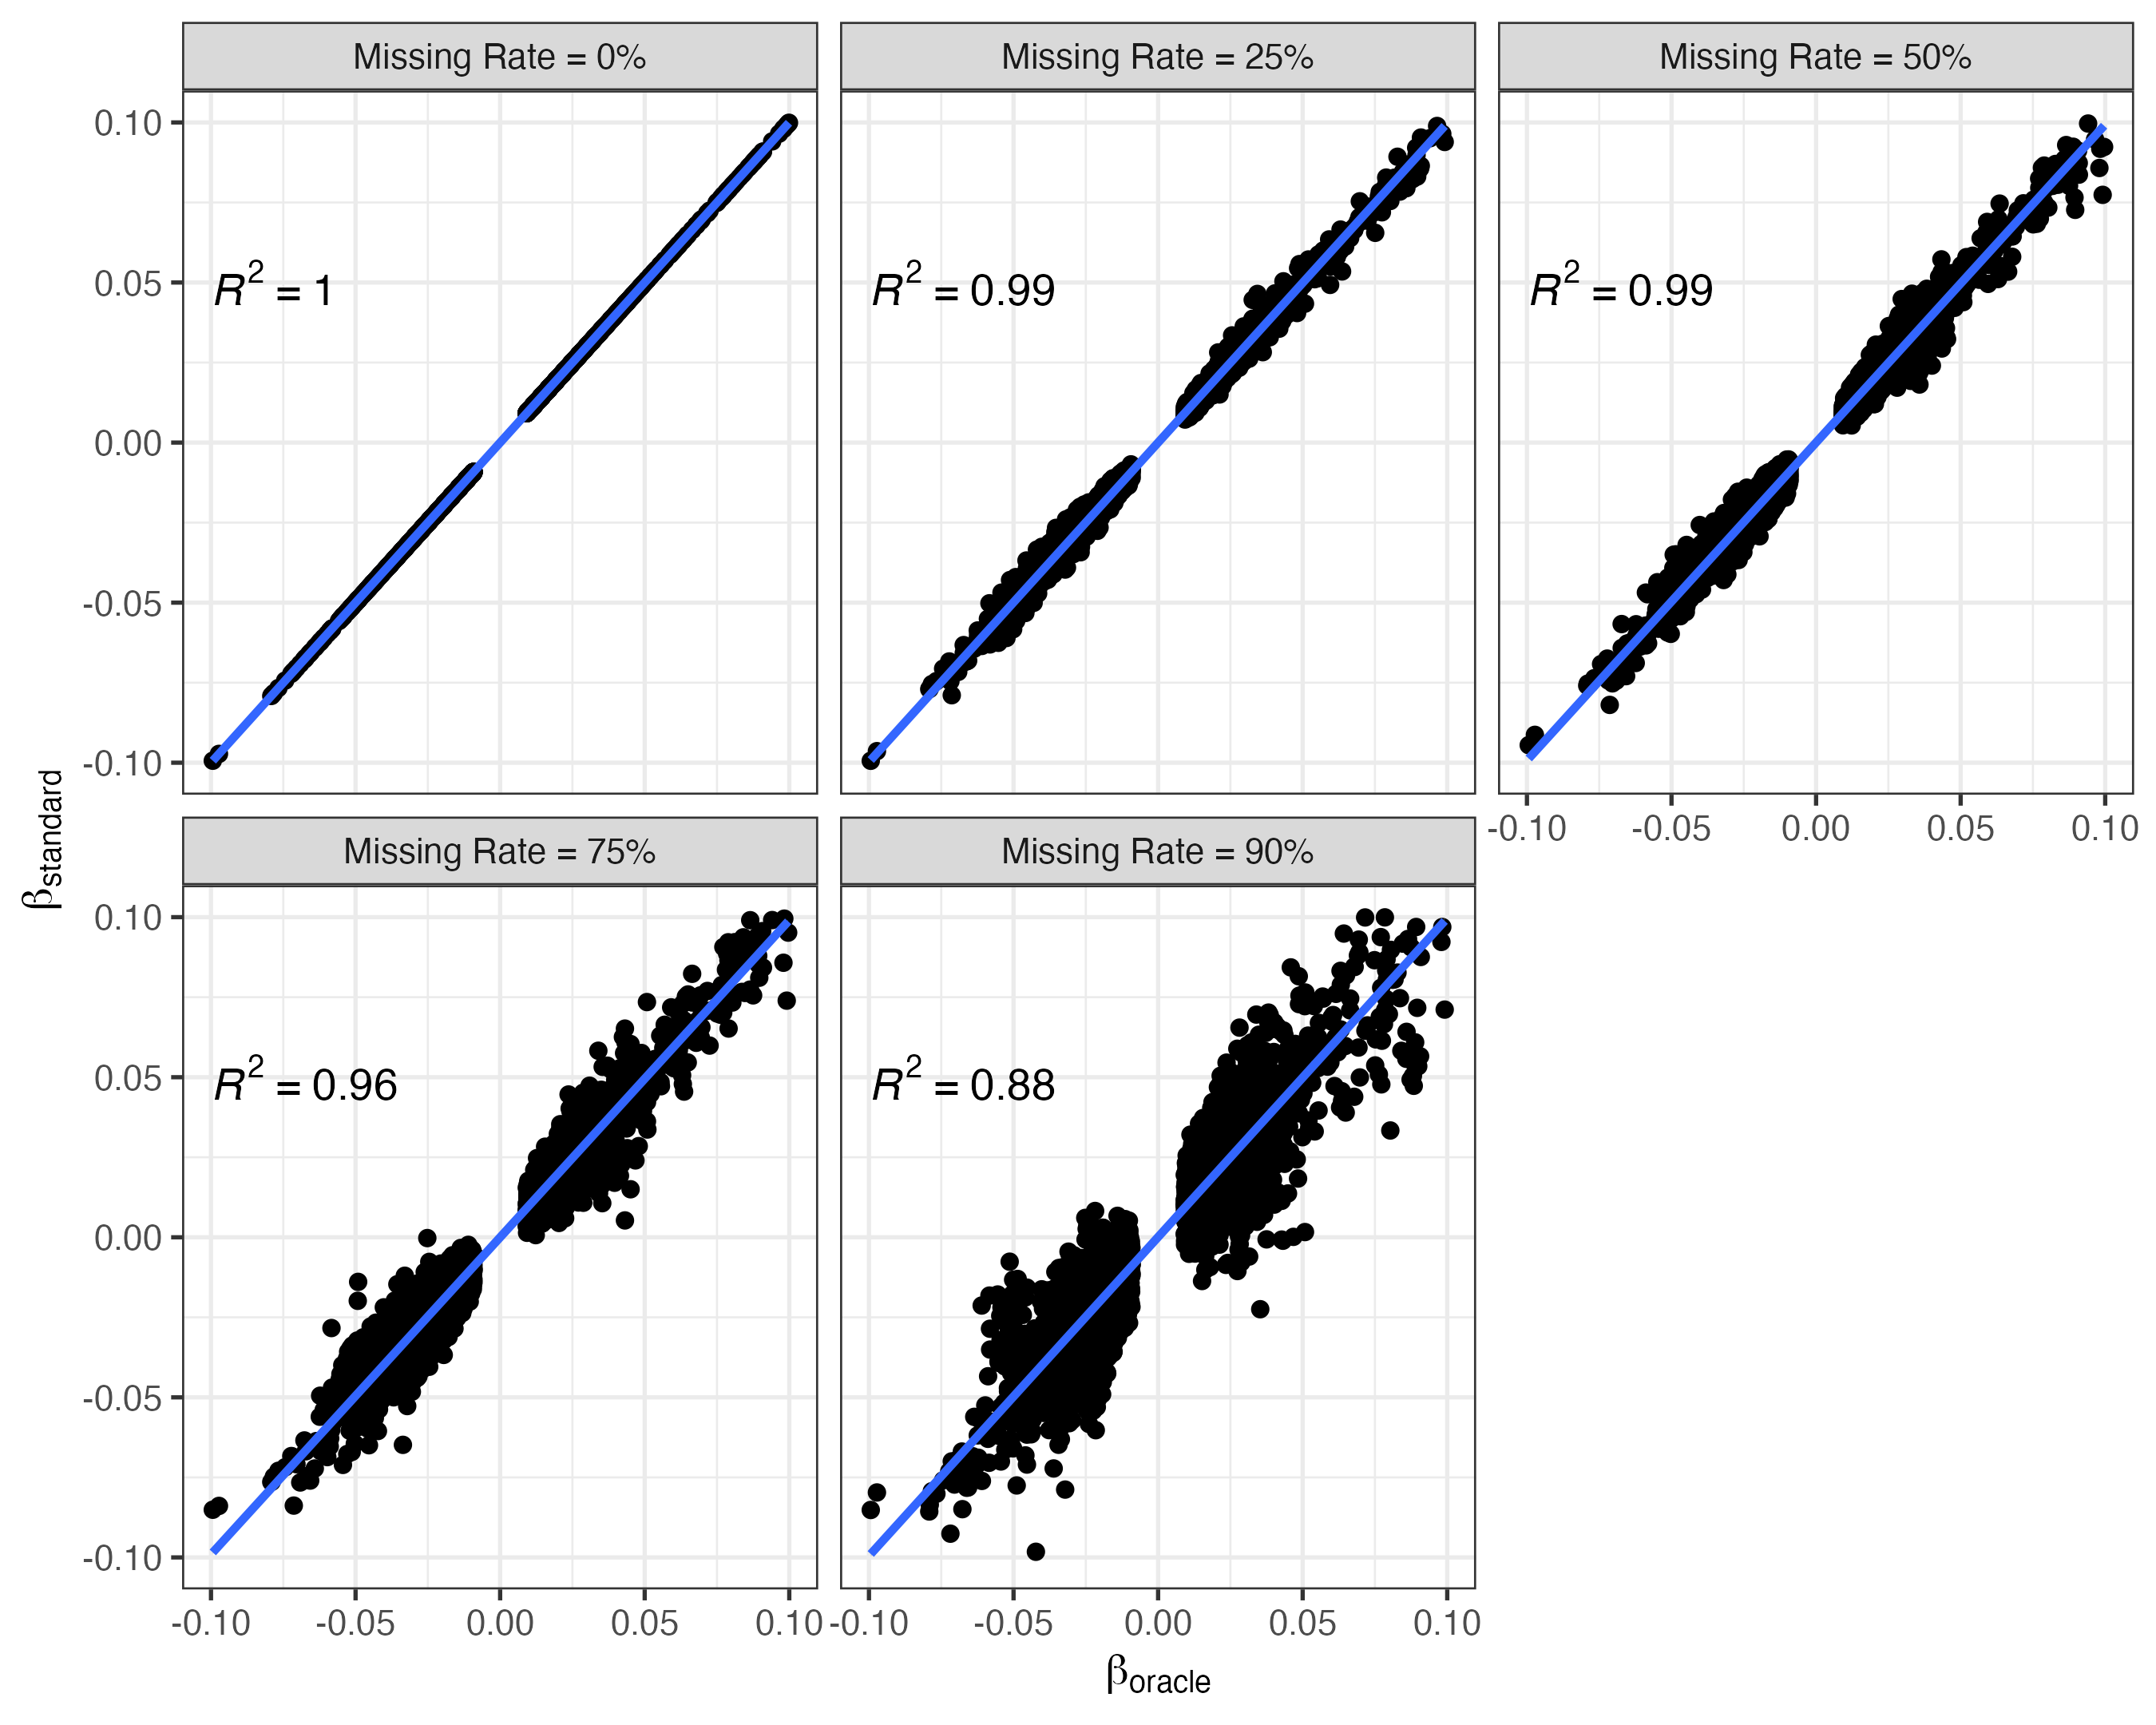 Missing Rate = 0%
Missing Rate = 25%
Missing Rate = 50%
0.10
0.05
0.00
-0.05
-0.10
R² = 1
R² = 0.99
R² = 0.99
-0.10 -0.05 0.00 0.05 0.10
Missing Rate = 75%
Missing Rate = 90%
0.10
0.05
0.00
-0.05
-0.10
R² = 0.96
R² = 0.88
-0.10 -0.05 0.00 0.05 0.10
-0.10 -0.05 0.00 0.05 0.10
βstandard
βoracle